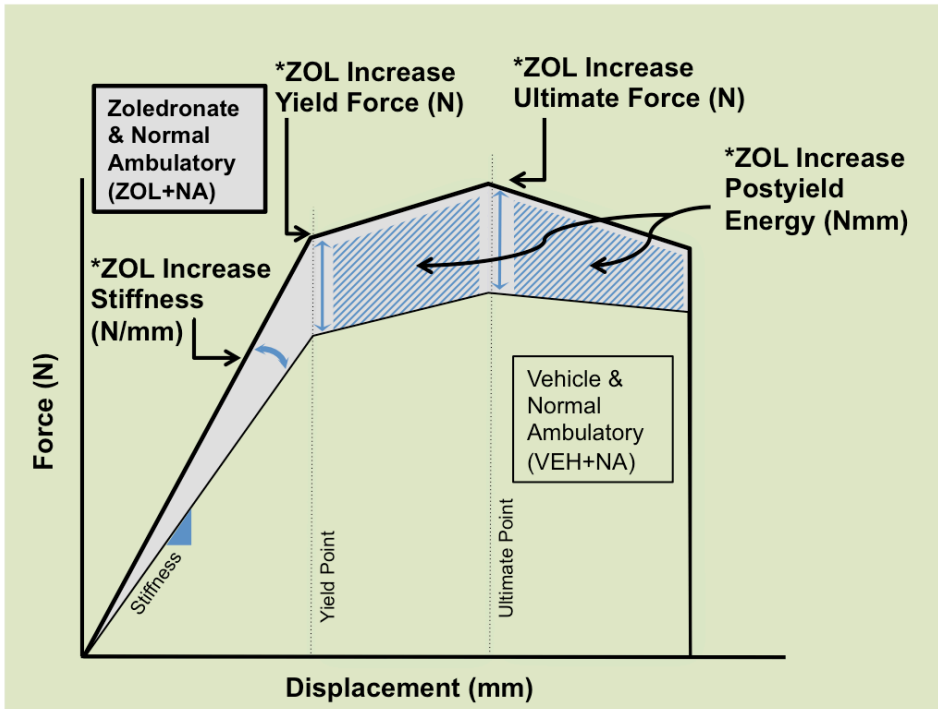 *ZOL Increase
Yield Force (N)
*ZOL Increase
Ultimate Force (N)
Zoledronate
& Normal
Ambulatory
(ZOL+NA)
*ZOL Increase
Postyield
Energy (Nmm)
*ZOL Increase
Stiffness
(N/mm)
Vehicle &
Normal
Ambulatory
(VEH+NA)
Force (N)
Stiffness
Yield Point
Ultimate Point
Displacement (mm)